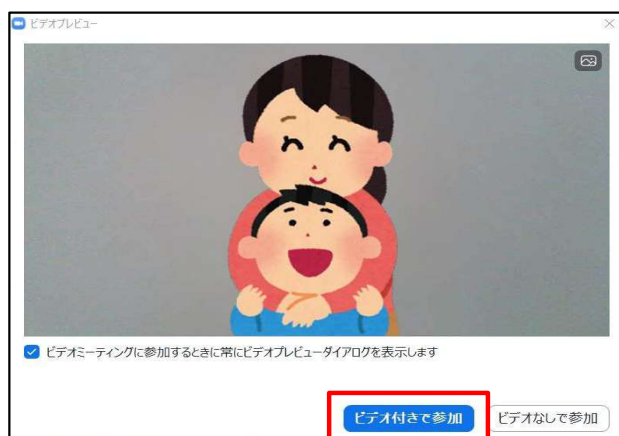 ビデオプレビュー
ビデオミーティングに参加するときに常にビデオプレビューダイアログを表示します
ビデオ付きで参加
ビデオなしで参加